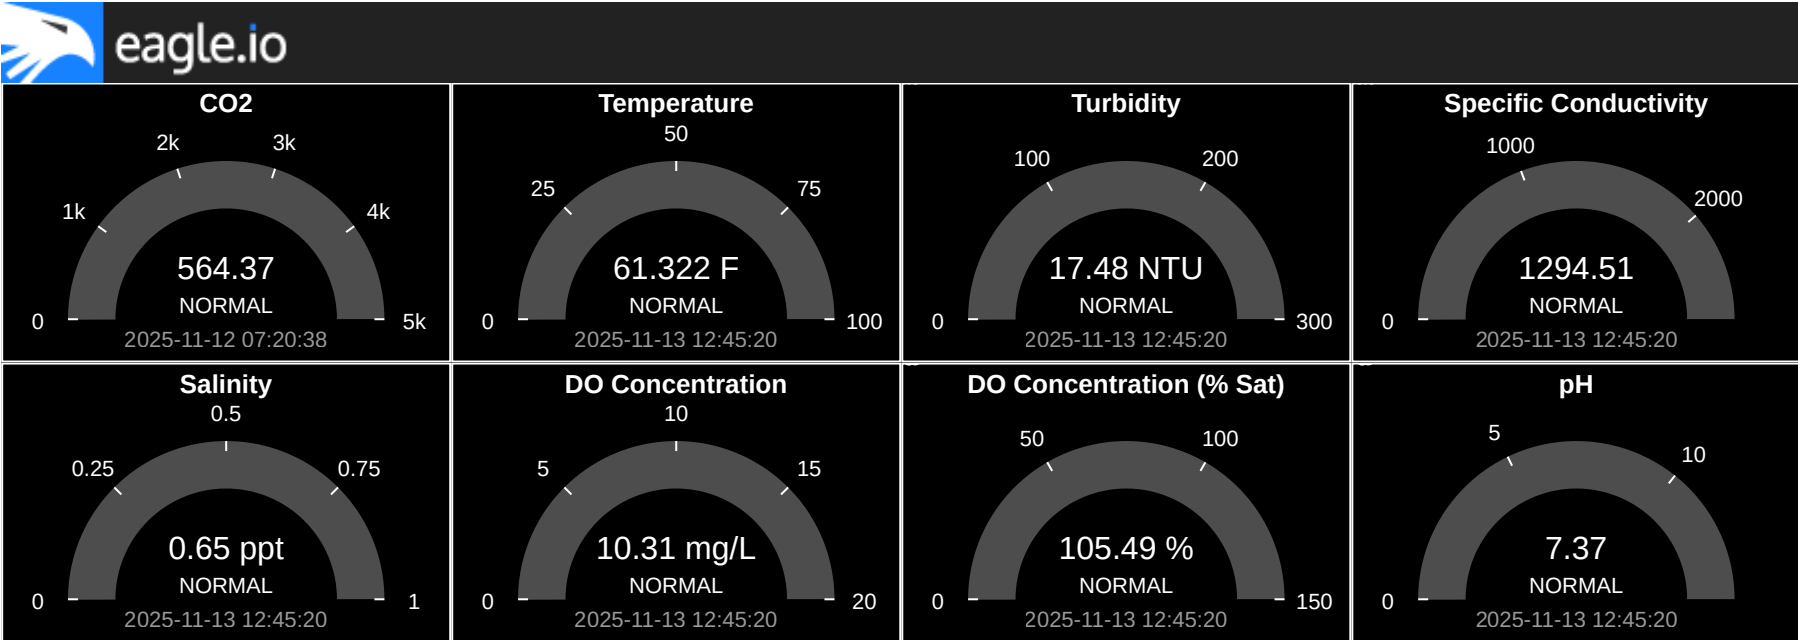 eagle.io
CO2
2k
3k
1k
4k
564.37
NORMAL
0
5k
2025-11-12 07:20:38
Temperature
50
25
75
61.322 F
NORMAL
0
100
2025-11-13 12:45:20
Turbidity
100
200
17.48 NTU
NORMAL
0
300
2025-11-13 12:45:20
Specific Conductivity
1000
2000
1294.51
NORMAL
0
2025-11-13 12:45:20
Salinity
0.5
0.25
0.75
0.65 ppt
NORMAL
0
1
2025-11-13 12:45:20
DO Concentration
10
5
15
10.31 mg/L
NORMAL
0
20
2025-11-13 12:45:20
DO Concentration (% Sat)
50
100
105.49 %
NORMAL
0
150
2025-11-13 12:45:20
pH
5
10
7.37
NORMAL
0
2025-11-13 12:45:20